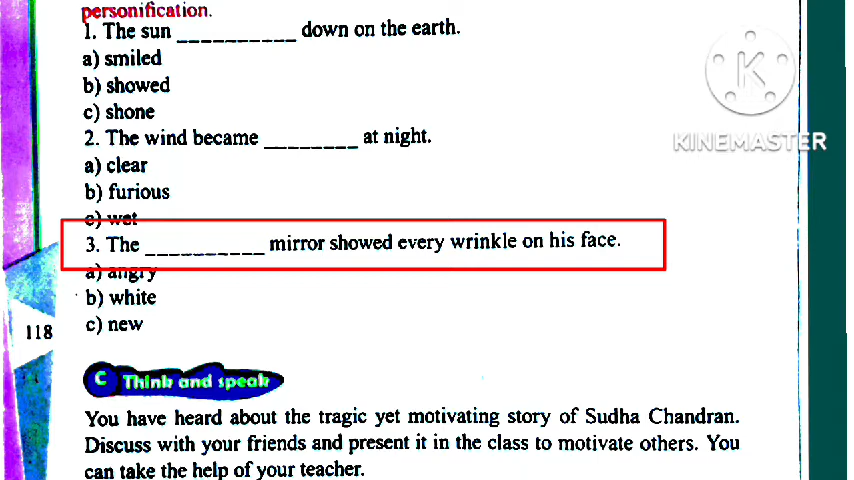 personification.
1. The sun __________ down on the earth.
a) smiled
b) showed
c) shone
2. The wind became ________ at night.
a) clear
b) furious
c) wet
3. The __________ mirror showed every wrinkle on his face.
a) angry
b) white
c) new
118
C Think and speak
You have heard about the tragic yet motivating story of Sudha Chandran.
Discuss with your friends and present it in the class to motivate others. You
can take the help of your teacher.
K
KINEMASTER